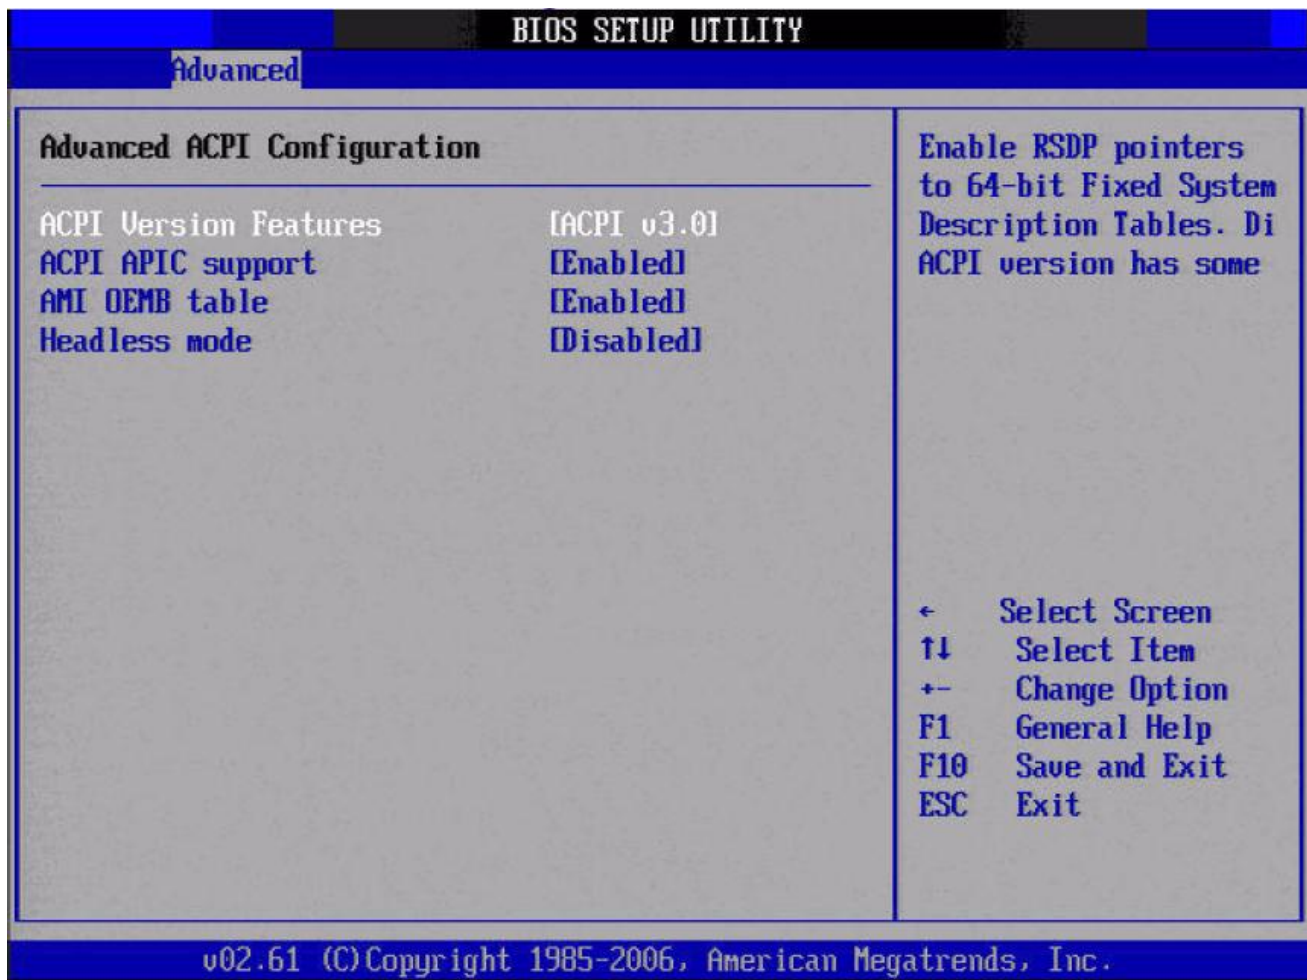 BIOS SETUP UTILITY
Advanced
Advanced ACPI Configuration
ACPI Version Features [ACPI v3.0]
ACPI APIC support [Enabled]
AMI OEMB table [Enabled]
Headless mode [Disabled]
Enable RSDP pointers
to 64-bit Fixed System
Description Tables. Di
ACPI version has some
← Select Screen
↑↓ Select Item
+- Change Option
F1 General Help
F10 Save and Exit
ESC Exit
v02.61 (C)Copyright 1985-2006, American Megatrends, Inc.